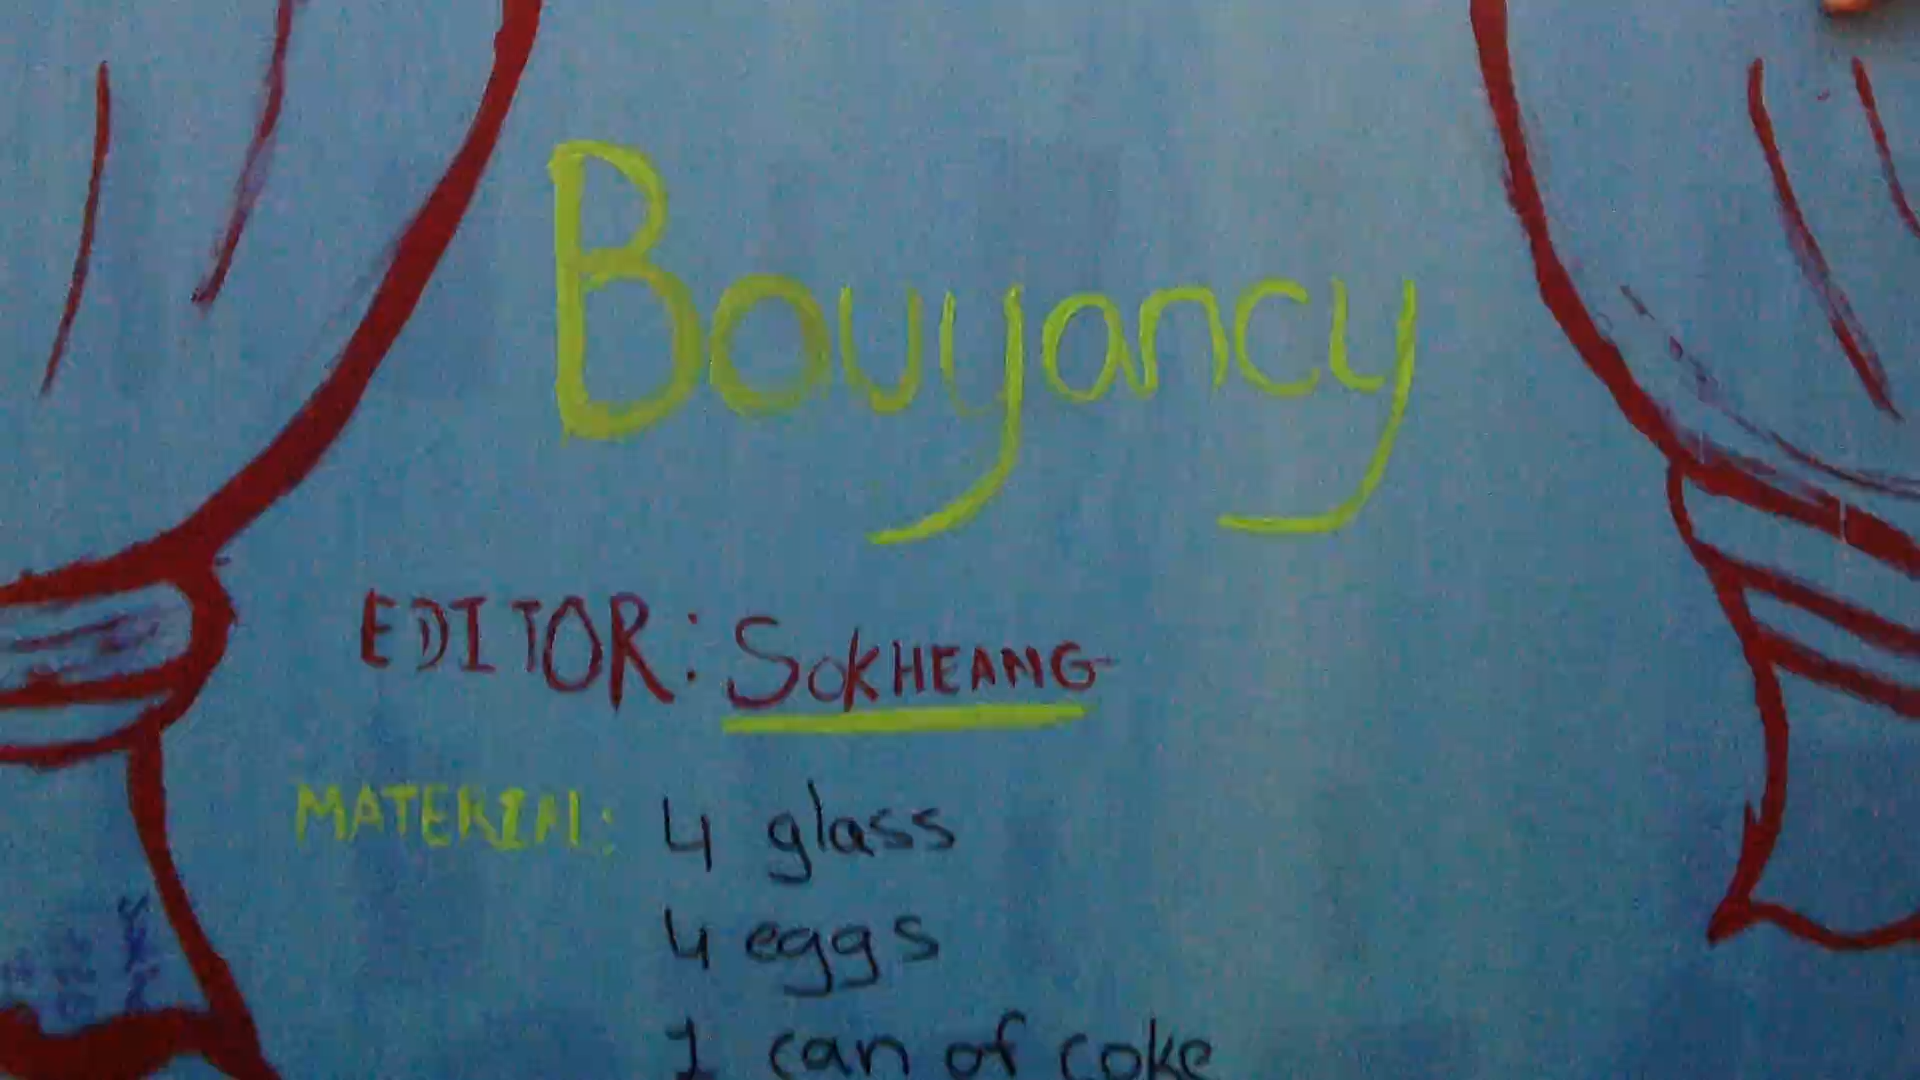 Bouyancy
EDITOR: SOKHEANG
MATERIAL:
4 glass
4 eggs
1 can of coke